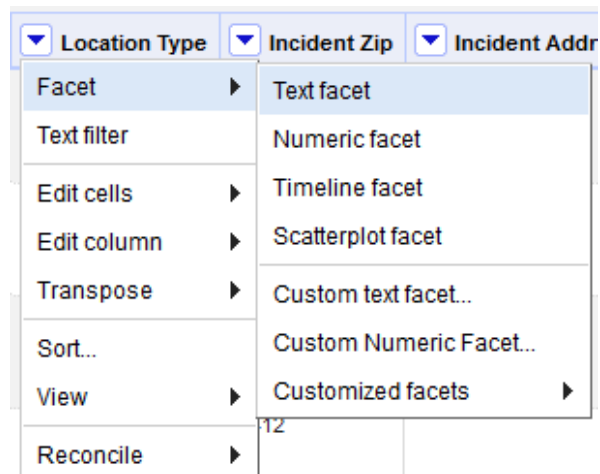 Location Type Incident Zip Incident Addr
Facet
Text filter
Edit cells
Edit column
Transpose
Sort...
View
Reconcile
Text facet
Numeric facet
Timeline facet
Scatterplot facet
Custom text facet...
Custom Numeric Facet...
Customized facets
12